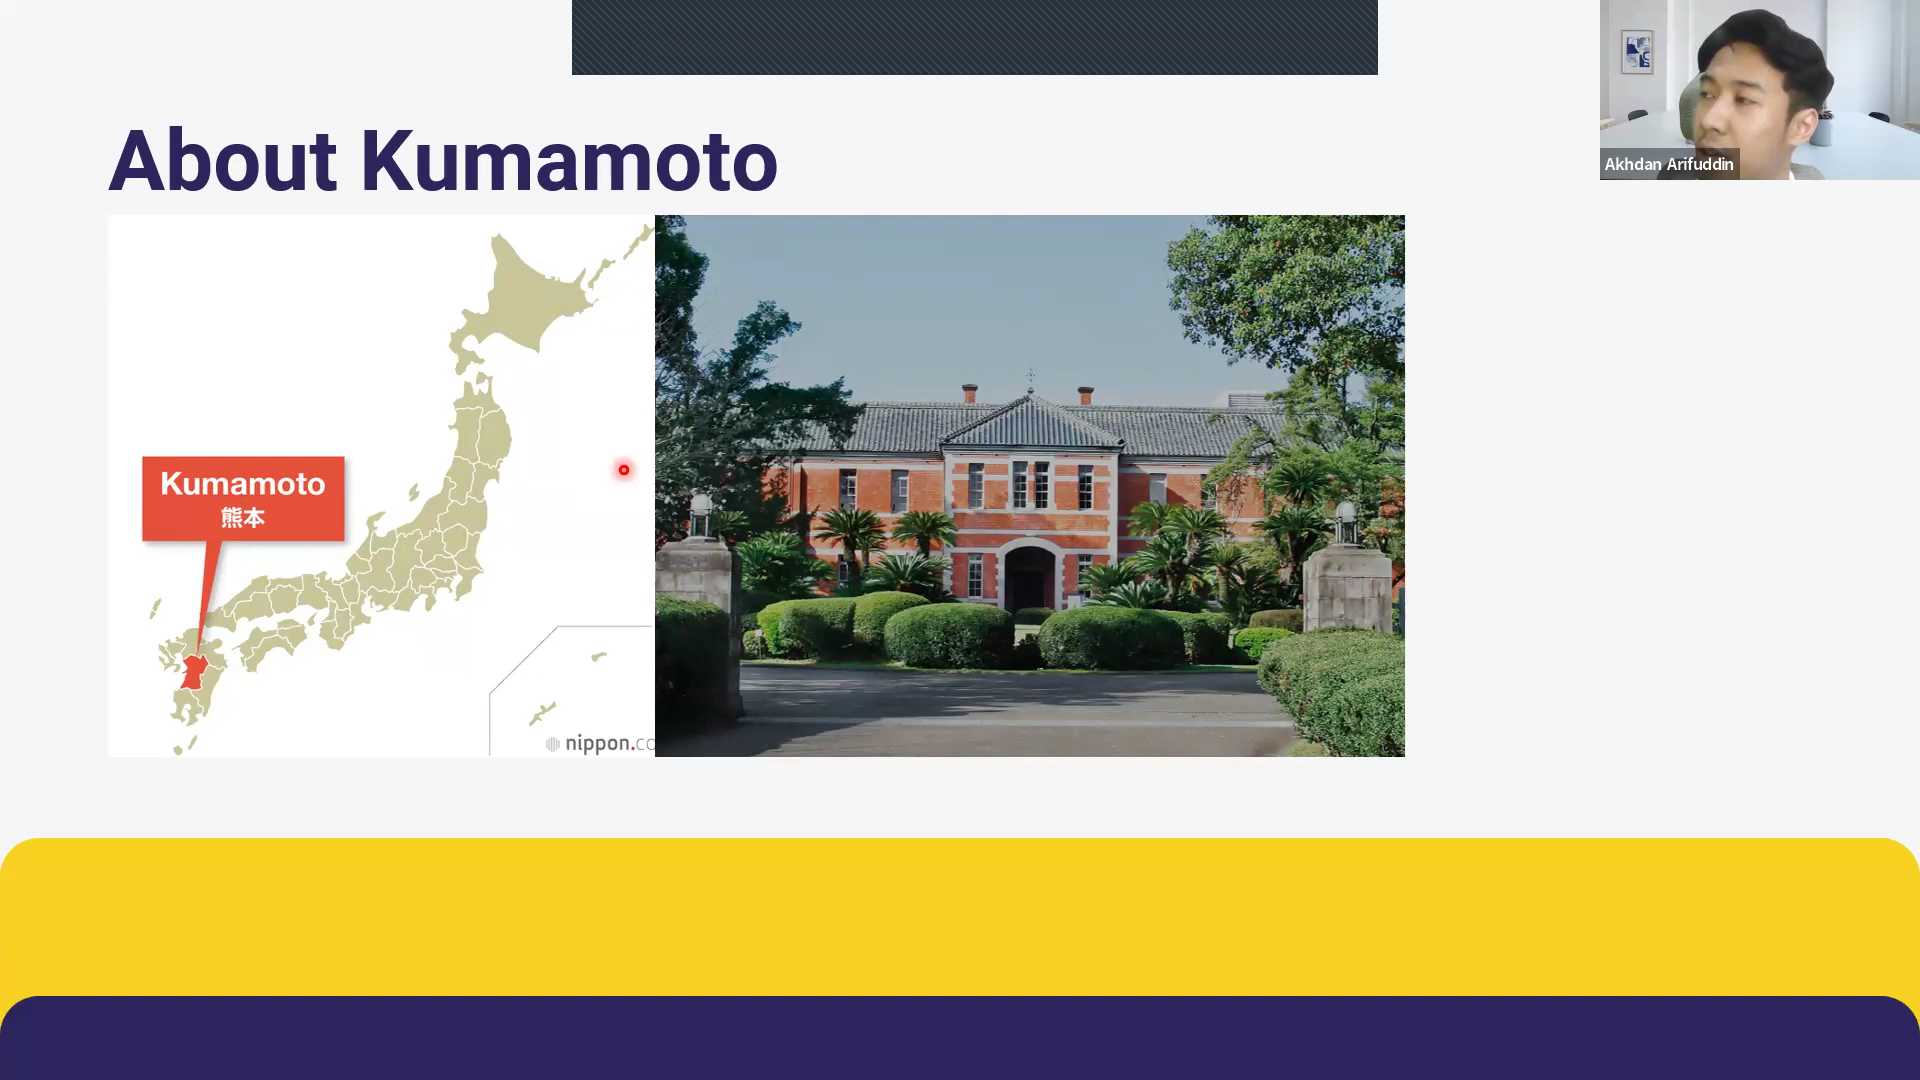 About Kumamoto
Akhdan Arifuddin
Kumamoto
熊本
nippon.co